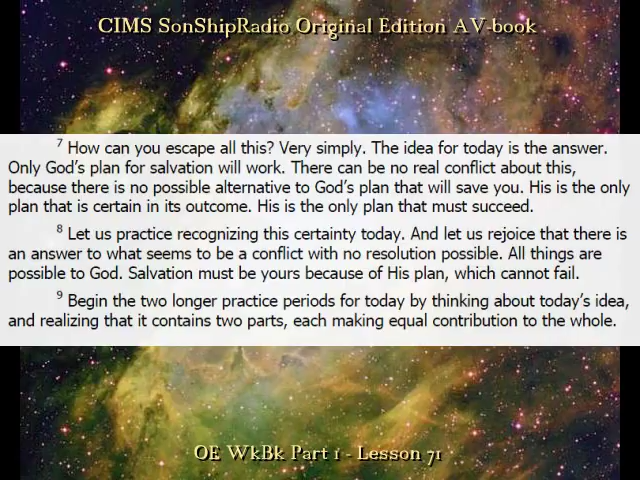 CIMS SonShipRadio Original Edition AV-book
7 How can you escape all this? Very simply. The idea for today is the answer.
Only God's plan for salvation will work. There can be no real conflict about this,
because there is no possible alternative to God's plan that will save you. His is the only
plan that is certain in its outcome. His is the only plan that must succeed.
8 Let us practice recognizing this certainty today. And let us rejoice that there is
an answer to what seems to be a conflict with no resolution possible. All things are
possible to God. Salvation must be yours because of His plan, which cannot fail.
9 Begin the two longer practice periods for today by thinking about today's idea,
and realizing that it contains two parts, each making equal contribution to the whole.
OE WkBk Part 1 - Lesson 71